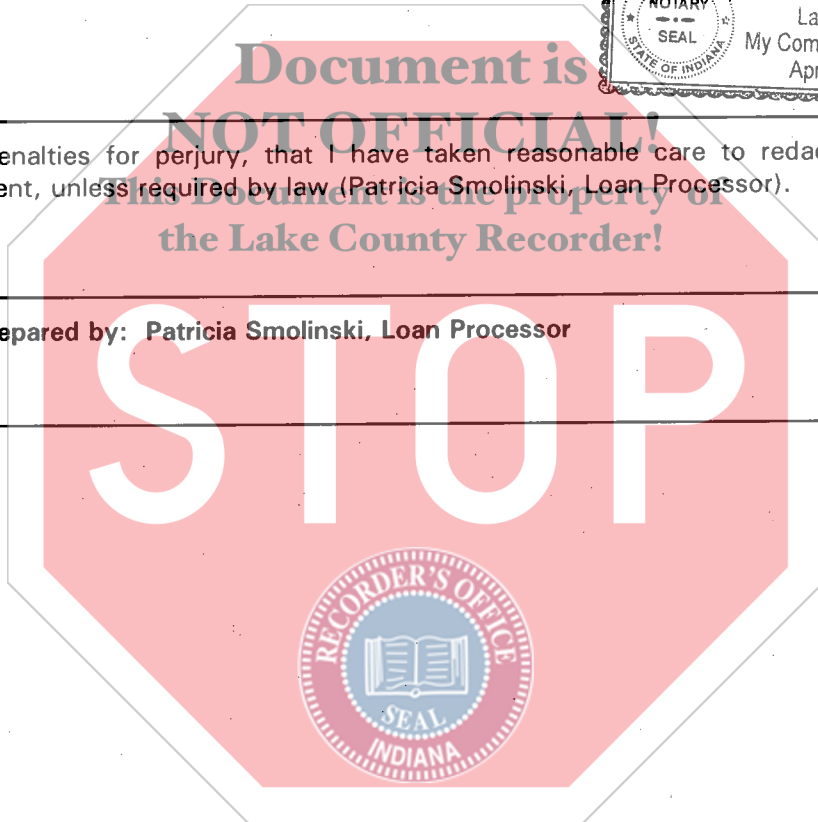 NOTARY
SEAL
STATE OF INDIANA
La
My Com
Apr
Document is
NOT OFFICIAL!
enalties for perjury, that I have taken reasonable care to redac
ent, unless required by law (Patricia Smolinski, Loan Processor).
This Document is the property of
the Lake County Recorder!
epared by: Patricia Smolinski, Loan Processor
STOP
RECORDER'S OFFICE
SEAL
INDIANA